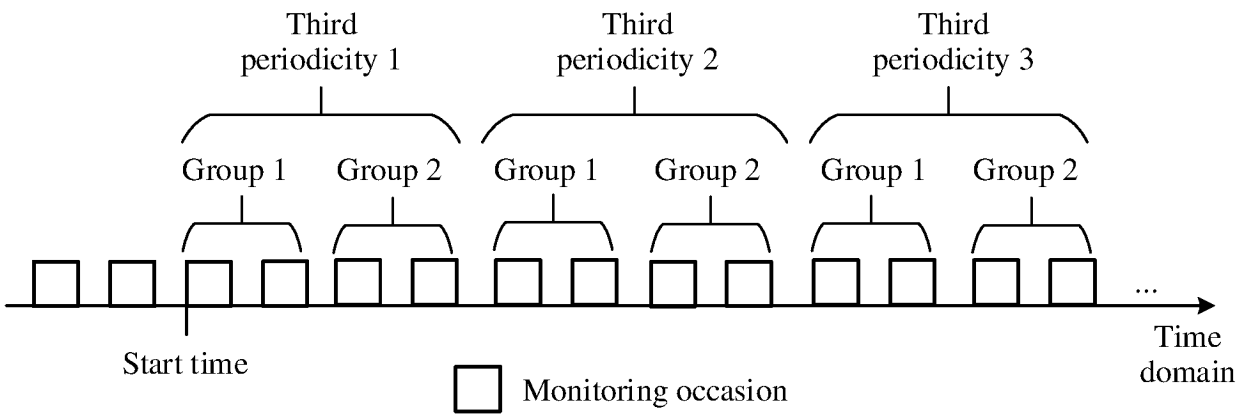 Third
periodicity 1
Third
periodicity 2
Third
periodicity 3
Group 1
Group 2
Group 1
Group 2
Group 1
Group 2
...
Start time
Time
domain
Monitoring occasion